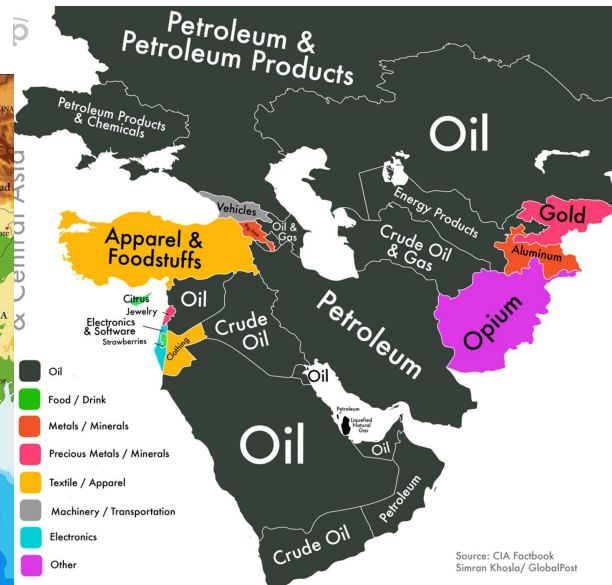 Petroleum &
Petroleum Products
Petroleum Products
& Chemicals
Oil
& Central Asia
Energy Products
Gold
Vehicles
Pig Iron
Oil &
Gas
Crude Oil
& Gas
Aluminum
Apparel &
Foodstuffs
Opium
Citrus
Jewelry
Oil
Electronics
& Software
Strawberries
Crude
Oil
Clothing
Petroleum
Oil
Petroleum
Liquefied
Natural
Gas
Oil
Oil
Petroleum
Crude Oil
Oil
Food / Drink
Metals / Minerals
Precious Metals / Minerals
Textile / Apparel
Machinery / Transportation
Electronics
Other
Source: CIA Factbook
Simran Khosla/ GlobalPost